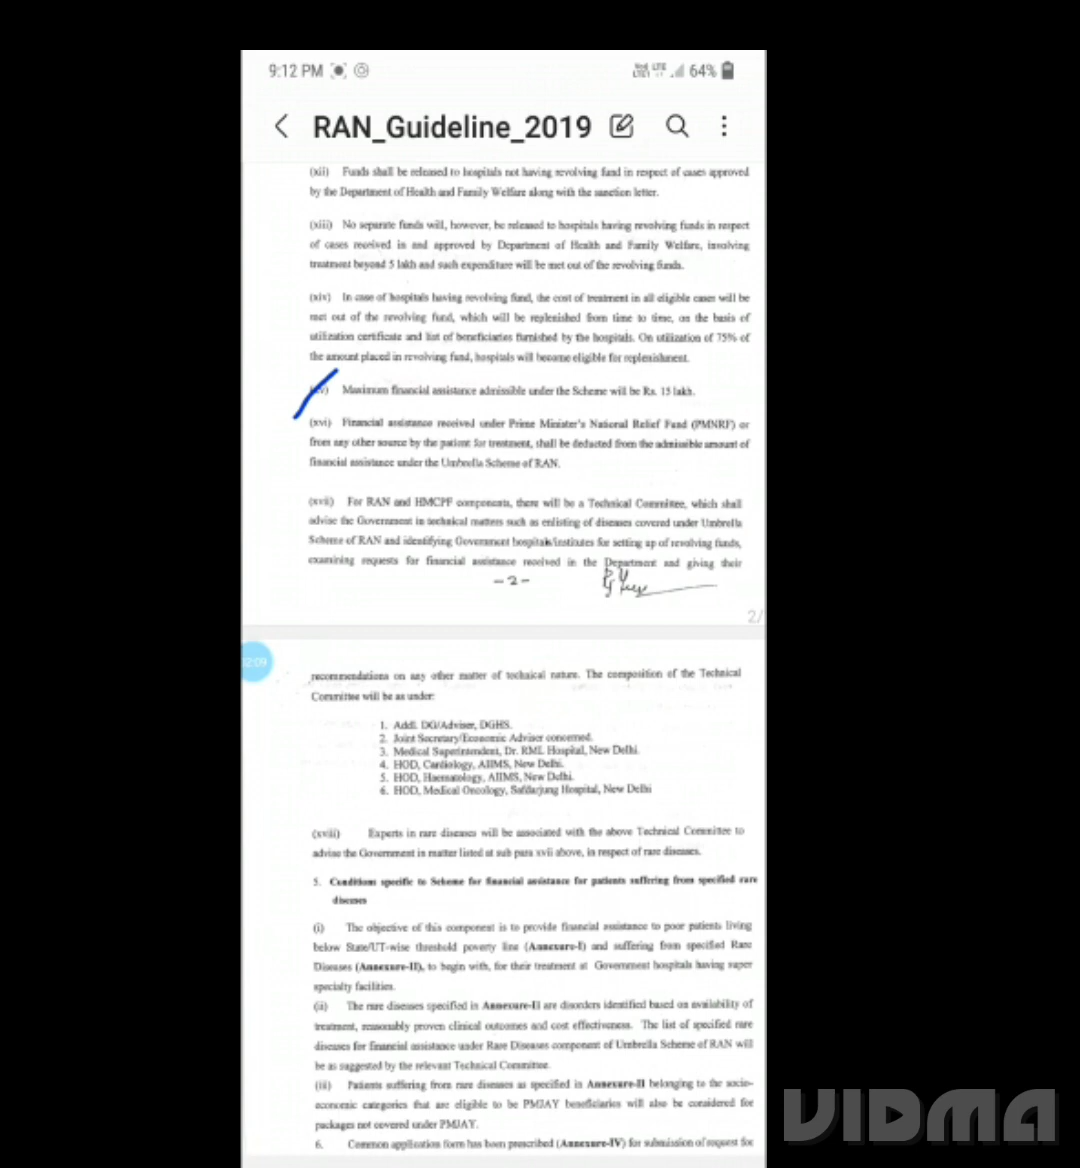 9:12 PM
64%
RAN_Guideline_2019
(xii) Funds shall be released to hospitals not having revolving fund in respect of cases approved
by the Department of Health and Family Welfare along with the sanction letter.
(xiii) No separate funds will, however, be released to hospitals having revolving funds in respect
of cases received in and approved by Department of Health and Family Welfare, involving
treatment beyond 5 lakh and such expenditure will be met out of the revolving funds.
(xiv) In case of hospitals having revolving fund, the cost of treatment in all eligible cases will be
met out of the revolving fund, which will be replenished from time to time, on the basis of
utilization certificate and list of beneficiaries furnished by the hospitals. On utilization of 75% of
the amount placed in revolving fund, hospitals will become eligible for replenishment.
Maximum financial assistance admissible under the Scheme will be Rs. 15 lakh.
(xvi) Financial assistance received under Prime Minister's National Relief Fund (PMNRF) or
from any other source by the patient for treatment, shall be deducted from the admissible amount of
financial assistance under the Umbrella Scheme of RAN.
(xvii) For RAN and HMCPF components, there will be a Technical Committee, which shall
advise the Government in technical matters such as enlisting of diseases covered under Umbrella
Scheme of RAN and identifying Government hospitals/institutes for setting up of revolving funds,
examining requests for financial assistance received in the Department and giving their
-2-
2/
2:09
recommendations on any other matter of technical nature. The composition of the Technical
Committee will be as under:
1. Addl. DG/Adviser, DGHS.
2. Joint Secretary/Economic Adviser concerned.
3. Medical Superintendent, Dr. RML Hospital, New Delhi.
4. HOD, Cardiology, AIIMS, New Delhi.
5. HOD, Haematology, AIIMS, New Delhi.
6. HOD, Medical Oncology, Safdarjung Hospital, New Delhi
(xviii) Experts in rare diseases will be associated with the above Technical Committee to
advise the Government in matter listed at sub para xvii above, in respect of rare diseases.
5. Conditions specific to Scheme for financial assistance for patients suffering from specified rare
diseases
(i) The objective of this component is to provide financial assistance to poor patients living
below State/UT-wise threshold poverty line (Annexure-I) and suffering from specified Rare
Diseases (Annexure-II), to begin with, for their treatment at Government hospitals having super
specialty facilities.
(ii) The rare diseases specified in Annexure-II are disorders identified based on availability of
treatment, reasonably proven clinical outcomes and cost effectiveness. The list of specified rare
diseases for financial assistance under Rare Diseases component of Umbrella Scheme of RAN will
be as suggested by the relevant Technical Committee.
(iii) Patients suffering from rare diseases as specified in Annexure-II belonging to the socio-
economic categories that are eligible to be PMJAY beneficiaries will also be considered for
packages not covered under PMJAY.
6. Common application form has been prescribed (Annexure-IV) for submission of request for
VIDMA